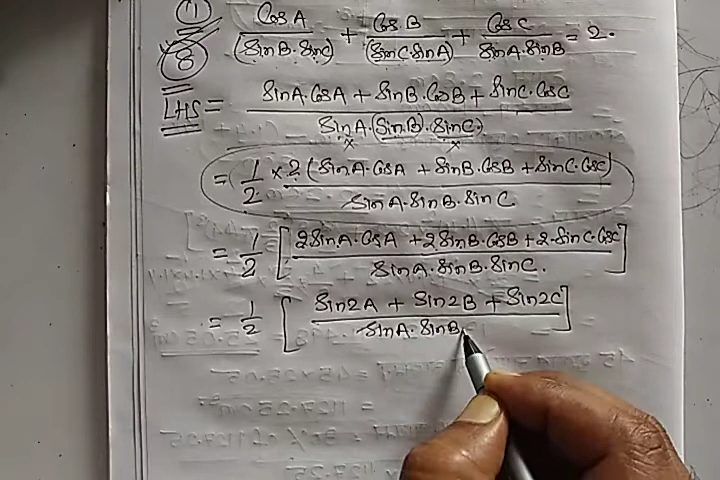 ① cosA/(sinB·sinC) + cosB/(sinC·sinA) + cosC/(sinA·sinB) = 2.
⑧
LHS = (sinA·cosA + sinB·cosB + sinC·cosC)/(sinA·(sinB)·sinC)
= 1/2 × 2(sinA·cosA + sinB·cosB + sinC·cosC)/(sinA·sinB·sinC)
= 1/2 [(2sinA·cosA + 2sinB·cosB + 2·sinC·cosC)/(sinA·sinB·sinC.)]
= 1/2 [(sin2A + sin2B + sin2C)/(sinA·sinB)]